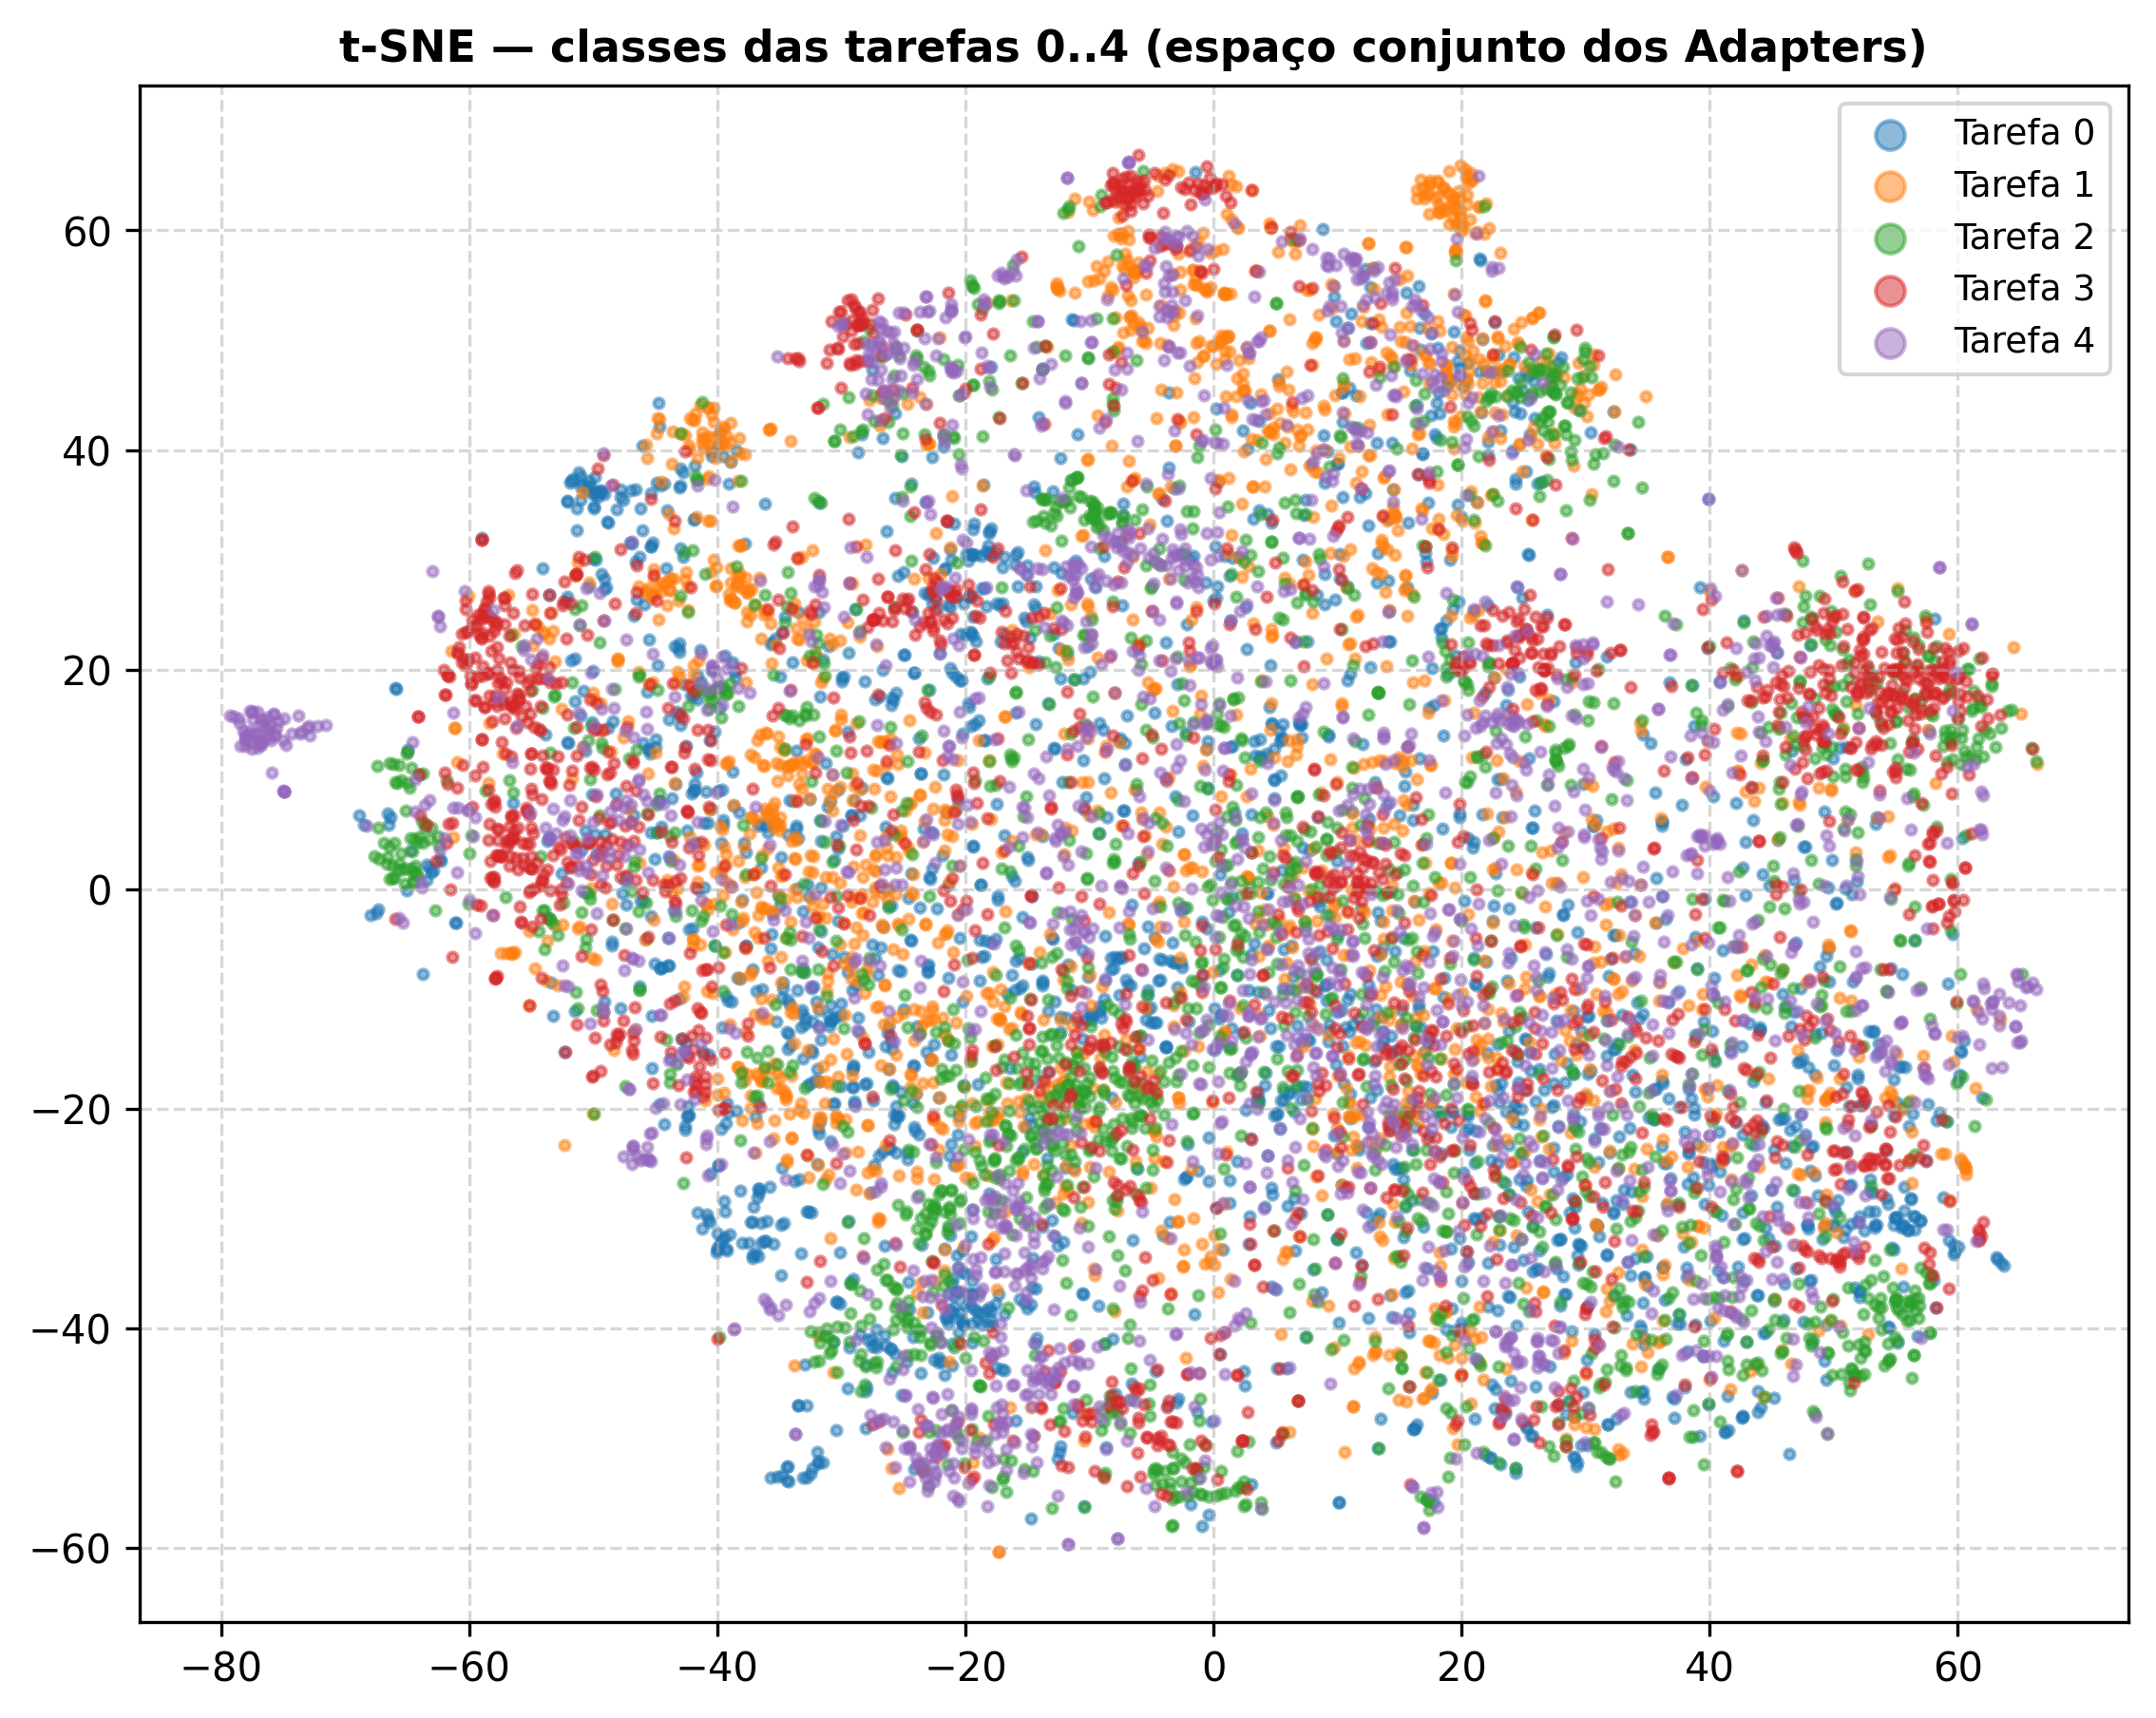 t-SNE — classes das tarefas 0..4 (espaço conjunto dos Adapters)
Tarefa 0
Tarefa 1
Tarefa 2
Tarefa 3
Tarefa 4
60
40
20
0
−20
−40
−60
−80
−60
−40
−20
0
20
40
60